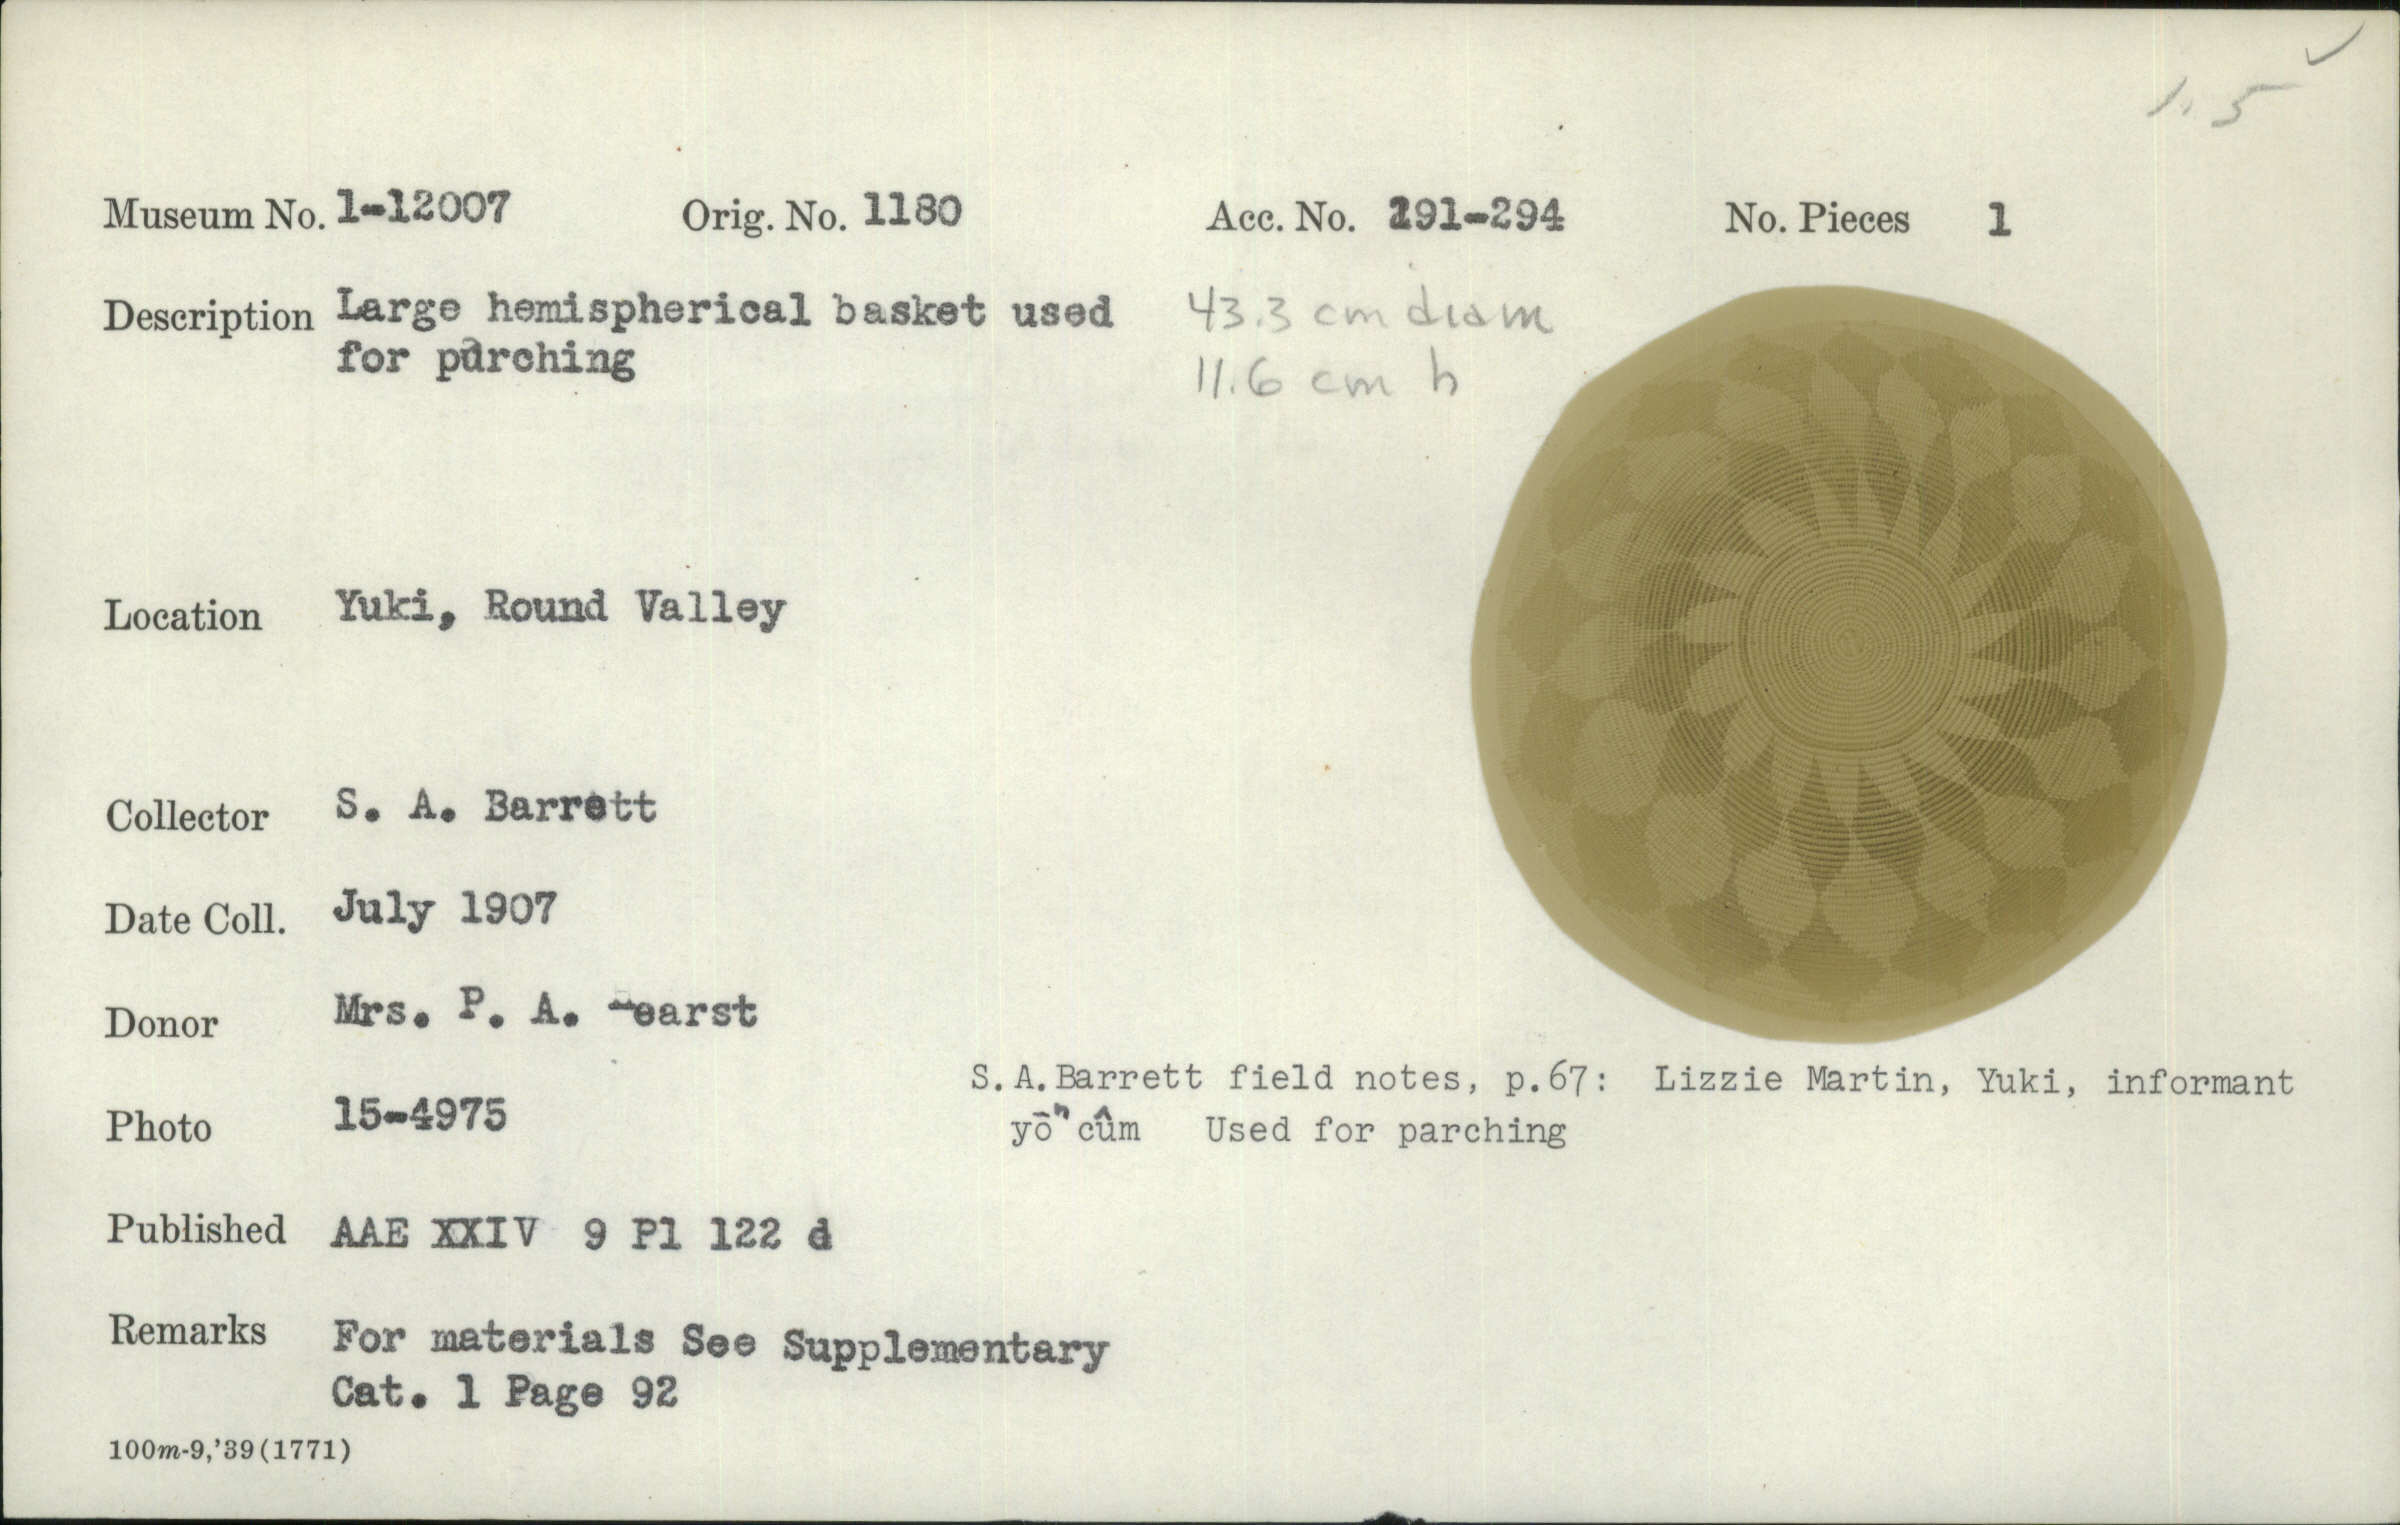 1. 5 ✓
Museum No. 1-12007 Orig. No. 1180 Acc. No. 291-294 No. Pieces 1
Description Large hemispherical basket used 43.3 cm diam
for parching 11.6 cm h
Location Yuki, Round Valley
Collector S. A. Barrett
Date Coll. July 1907
Donor Mrs. P. A. Hearst
S.A.Barrett field notes, p.67: Lizzie Martin, Yuki, informant
Photo 15-4975
yōⁿcûm Used for parching
Published AAE XXIV 9 Pl 122 d
Remarks For materials See Supplementary
Cat. 1 Page 92
100m-9,'39(1771)